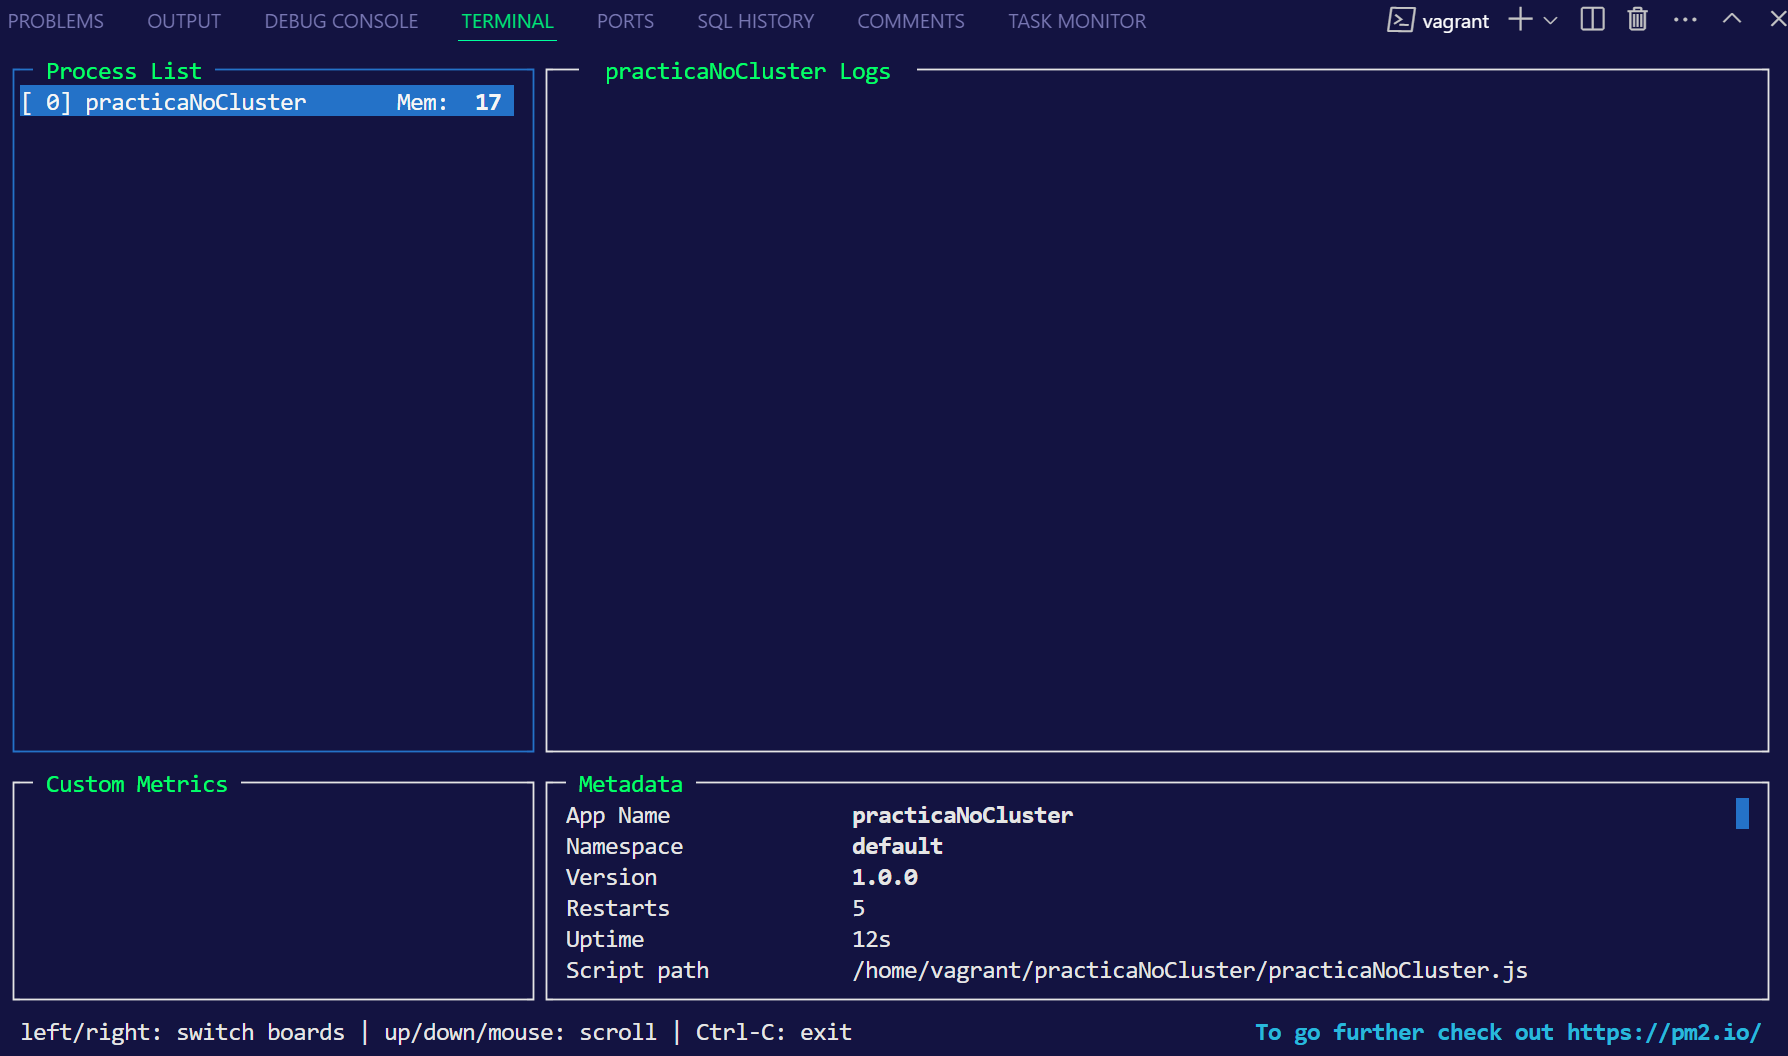 PROBLEMS OUTPUT DEBUG CONSOLE TERMINAL PORTS SQL HISTORY COMMENTS TASK MONITOR vagrant
Process List
[ 0] practicaNoCluster Mem: 17
practicaNoCluster Logs
Custom Metrics
Metadata
App Name practicaNoCluster
Namespace default
Version 1.0.0
Restarts 5
Uptime 12s
Script path /home/vagrant/practicaNoCluster/practicaNoCluster.js
left/right: switch boards | up/down/mouse: scroll | Ctrl-C: exit To go further check out https://pm2.io/